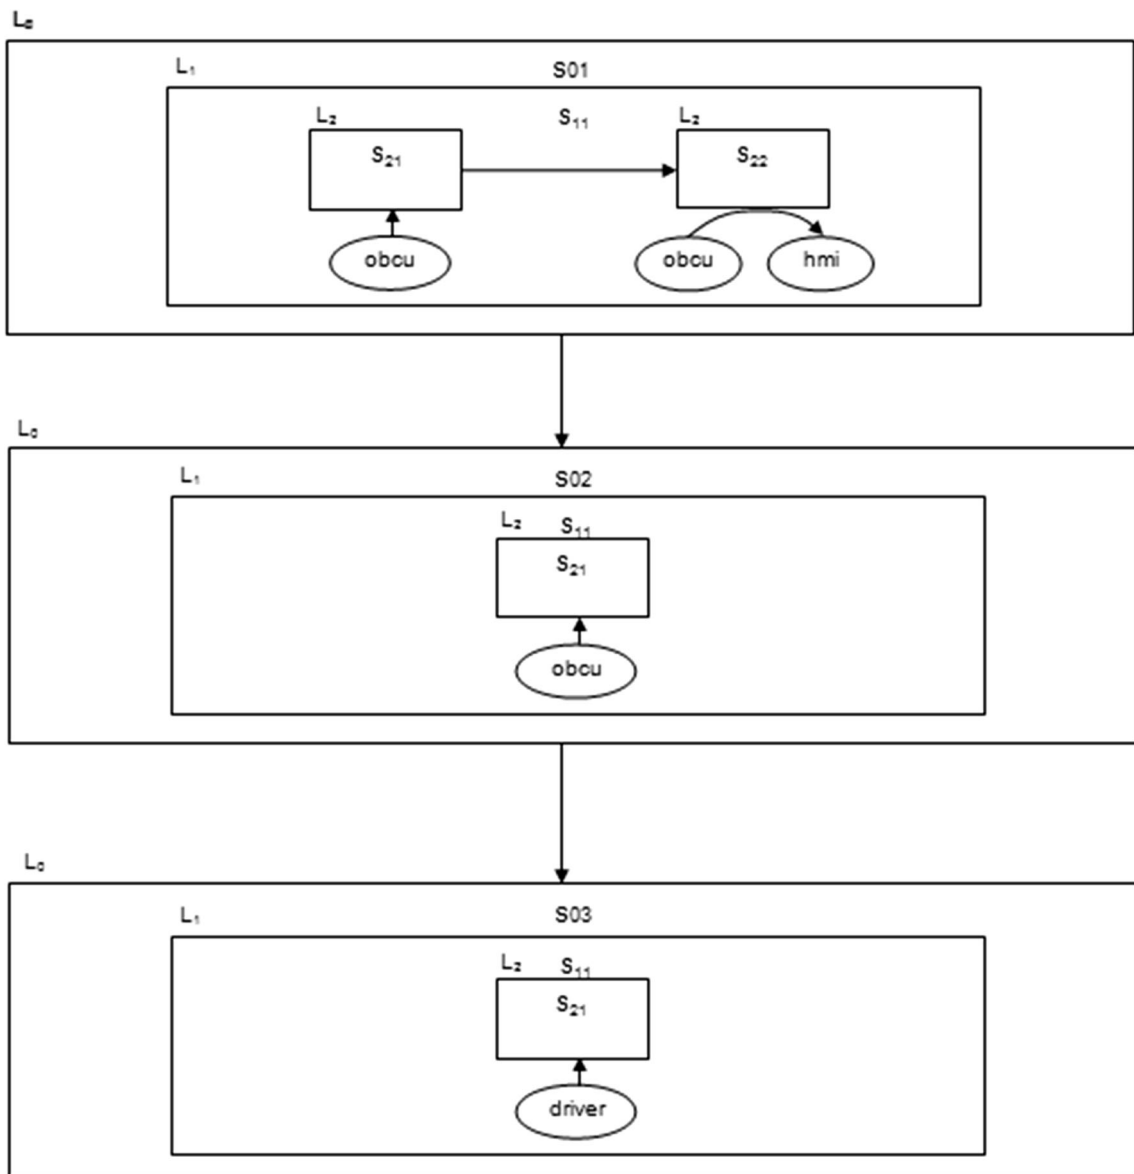 L₀
L₁ S01
L₂ S₁₁ L₂
S₂₁ S₂₂
obcu obcu hmi
L₀
L₁ S02
L₂ S₁₁
S₂₁
obcu
L₀
L₁ S03
L₂ S₁₁
S₂₁
driver